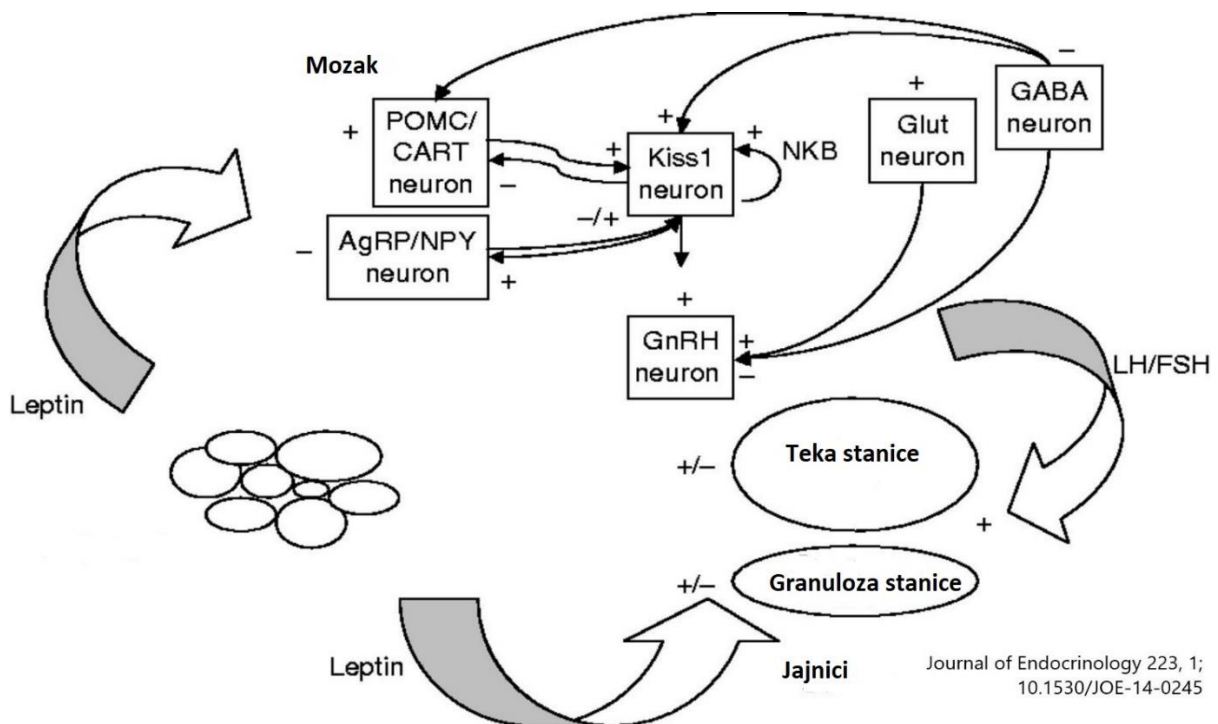 Mozak
–
+
GABA
neuron
+
POMC/
CART
neuron
–
+
+
Kiss1
neuron
+
NKB
Glut
neuron
–
AgRP/NPY
neuron
–/+
+
+
GnRH
neuron
+
–
LH/FSH
Leptin
+/–
Teka stanice
+
+/–
Granuloza stanice
Leptin
Jajnici
Journal of Endocrinology 223, 1;
10.1530/JOE-14-0245